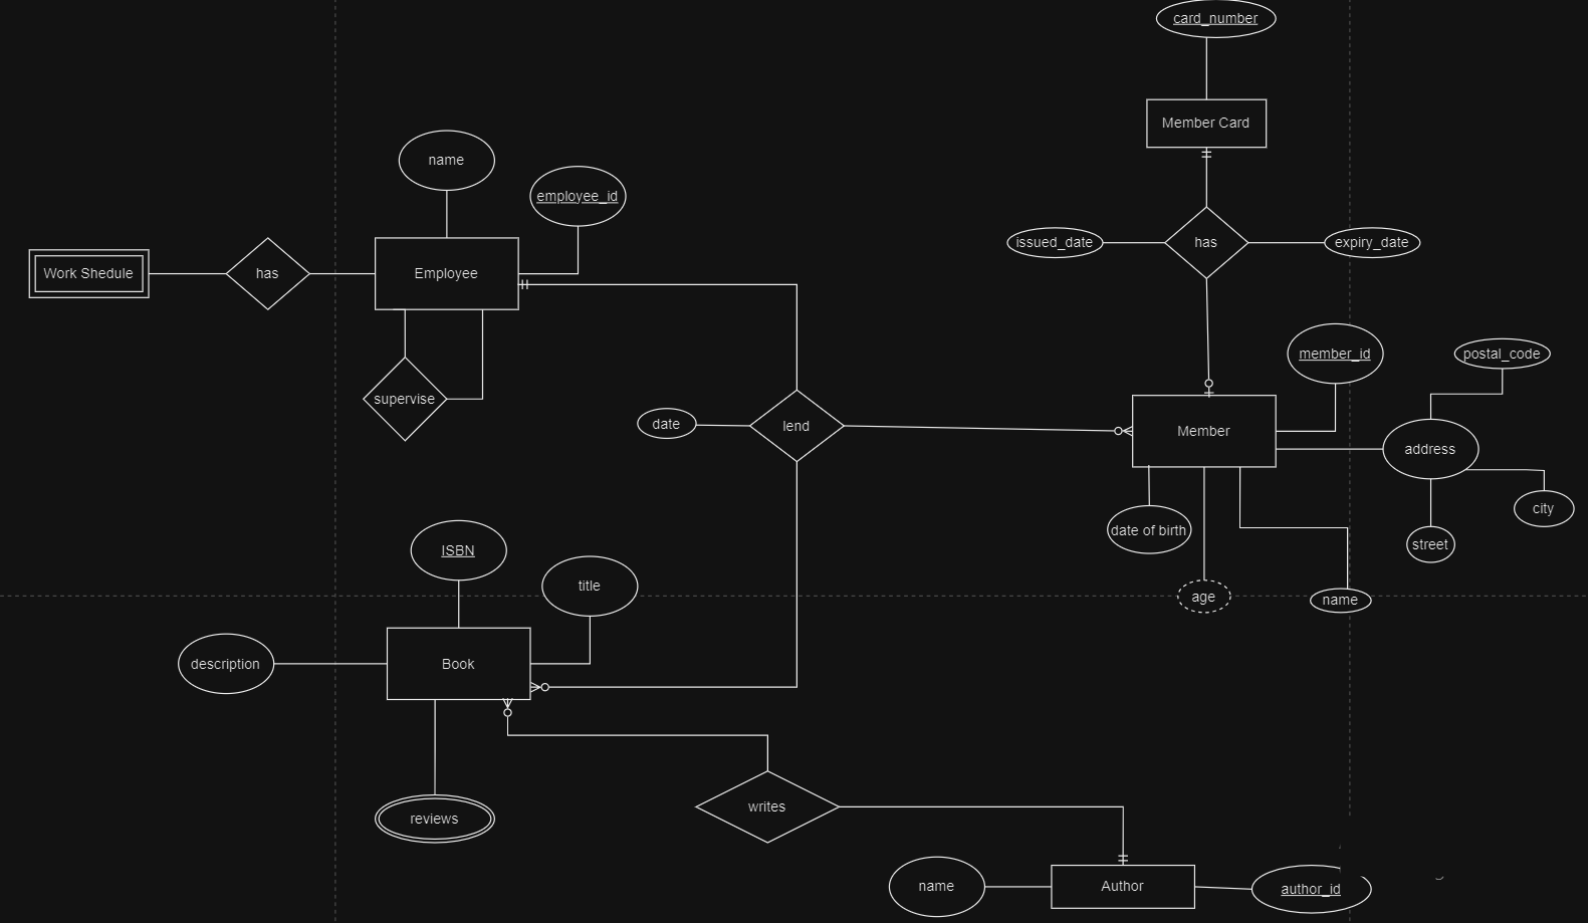 card_number
Member Card
name
employee_id
issued_date
has
expiry_date
Work Shedule
has
Employee
member_id
postal_code
supervise
date
lend
Member
address
date of birth
city
street
ISBN
title
age
name
description
Book
reviews
writes
name
Author
author_id